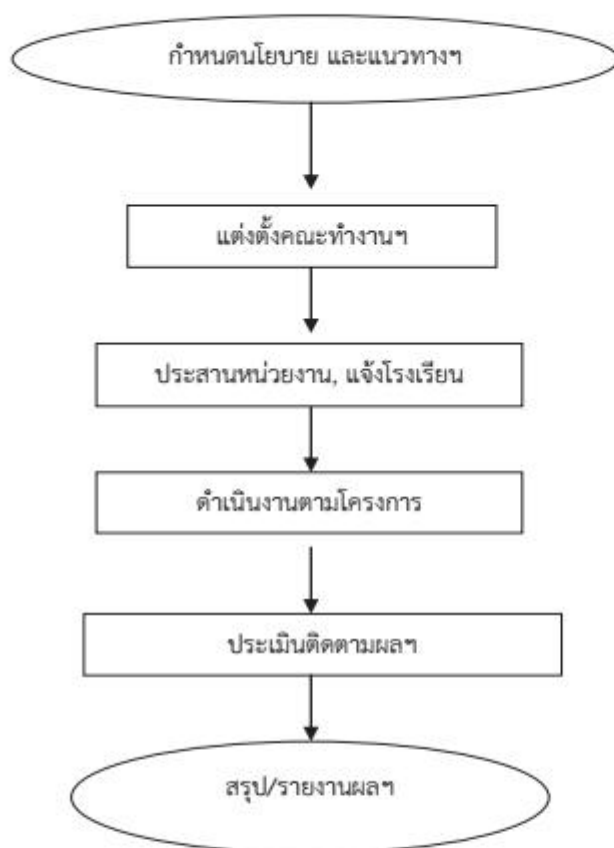 กำหนดนโยบาย และแนวทางฯ
แต่งตั้งคณะทำงานฯ
ประสานหน่วยงาน, แจ้งโรงเรียน
ดำเนินงานตามโครงการ
ประเมินติดตามผลฯ
สรุป/รายงานผลฯ